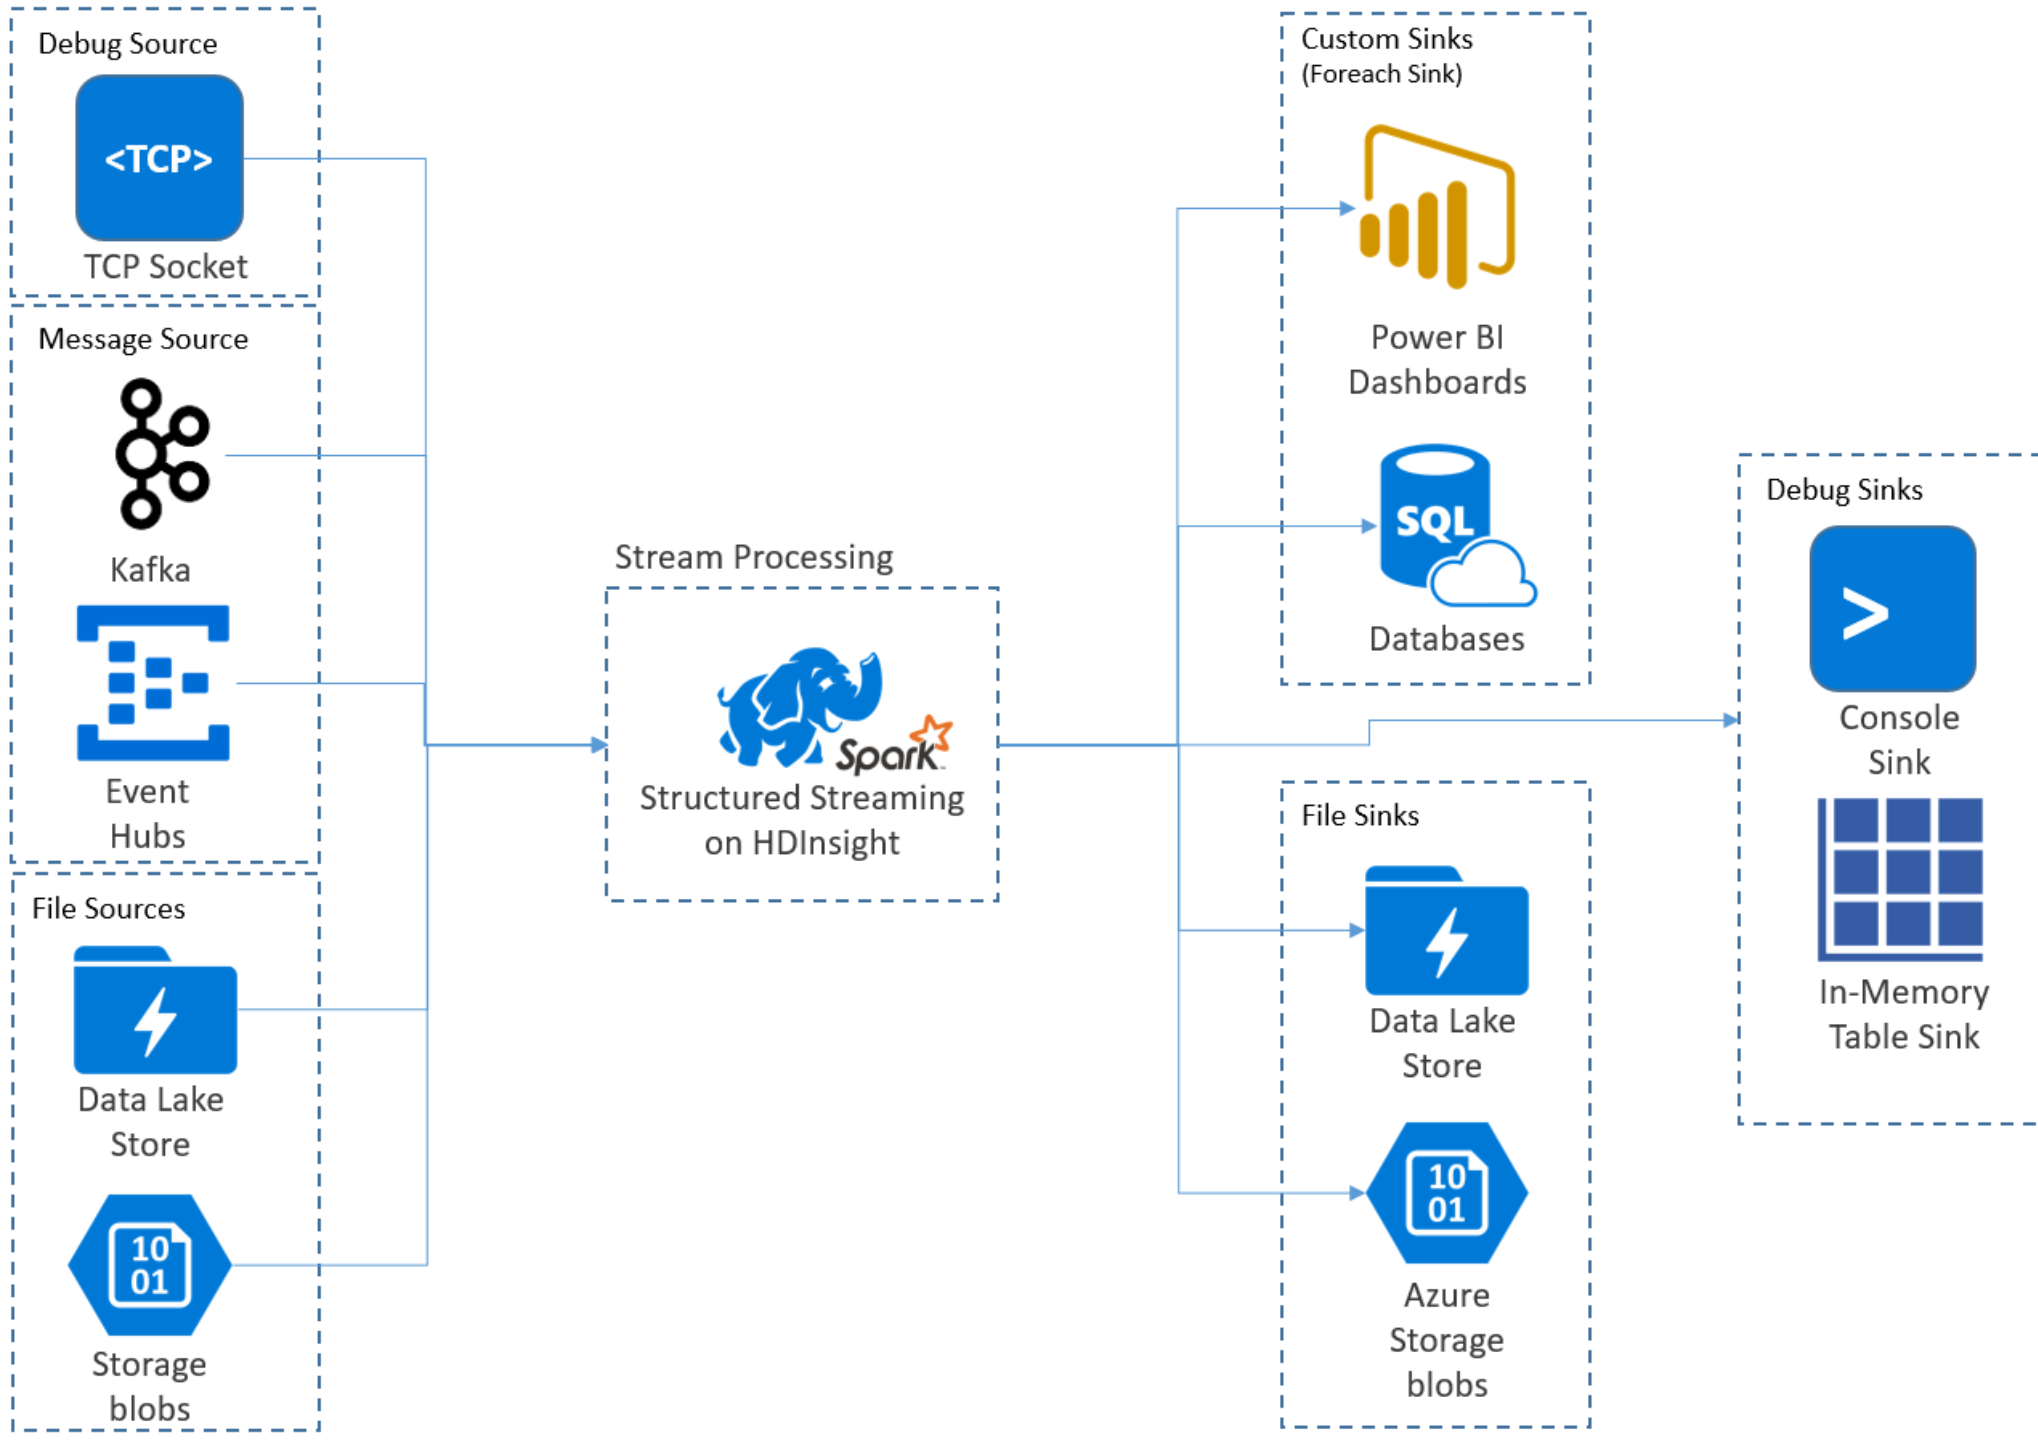 Debug Source
<TCP>
TCP Socket
Message Source
Kafka
Event
Hubs
File Sources
Data Lake
Store
10
01
Storage
blobs
Stream Processing
Spark™
Structured Streaming
on HDInsight
Custom Sinks
(Foreach Sink)
Power BI
Dashboards
SQL
Databases
File Sinks
Data Lake
Store
10
01
Azure
Storage
blobs
Debug Sinks
>
Console
Sink
In-Memory
Table Sink